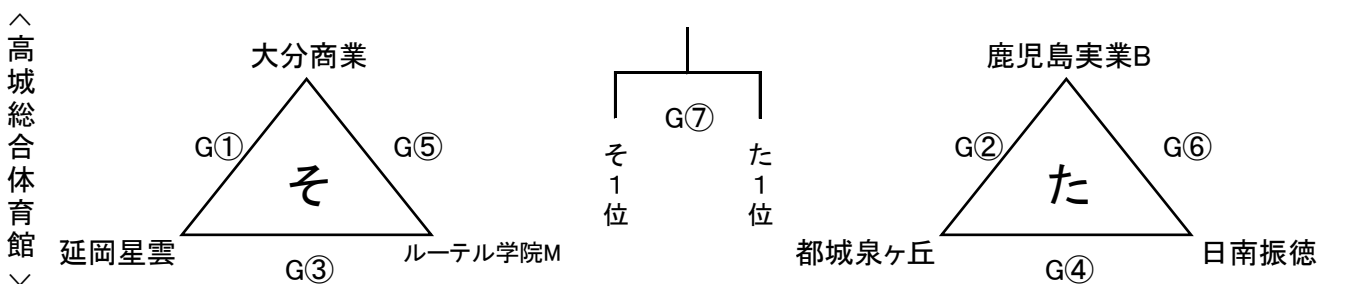 〈高城総合体育館〉
大分商業
G①
G⑤
そ
延岡星雲
G③
ルーテル学院M
G⑦
そ1位
た1位
鹿児島実業B
G②
G⑥
た
都城泉ヶ丘
G④
日南振徳